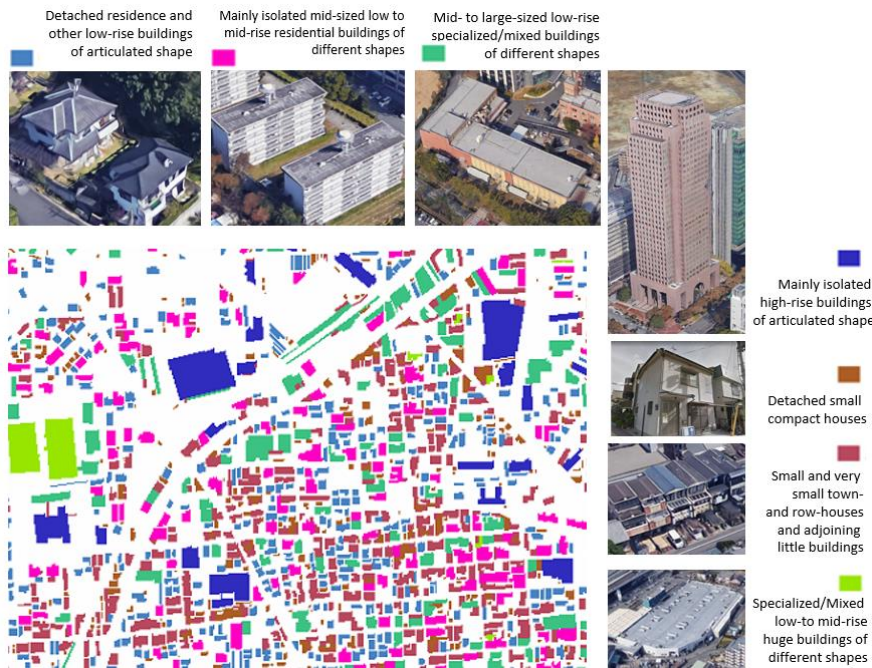 Detached residence and
other low-rise buildings
of articulated shape
Mainly isolated mid-sized low to
mid-rise residential buildings of
different shapes
Mid- to large-sized low-rise
specialized/mixed buildings
of different shapes
Mainly isolated
high-rise buildings
of articulated shape
Detached small
compact houses
Small and very
small town-
and row-houses
and adjoining
little buildings
Specialized/Mixed
low-to mid-rise
huge buildings of
different shapes